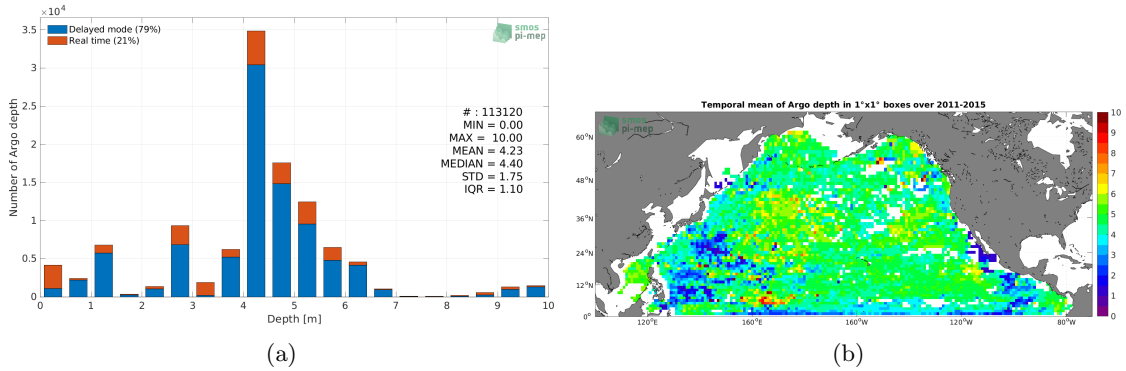 ×10⁴
Delayed mode (79%)
Real time (21%)
smos
pi-mep
3.5
3
2.5
2
1.5
1
0.5
0
Number of Argo depth
# : 113120
MIN = 0.00
MAX = 10.00
MEAN = 4.23
MEDIAN = 4.40
STD = 1.75
IQR = 1.10
1 2 3 4 5 6 7 8 9 10
Depth [m]
(a)
Temporal mean of Argo depth in 1°x1° boxes over 2011-2015
smos
pi-mep
60°N
48°N
36°N
24°N
12°N
0°
120°E 160°E 160°W 120°W 80°W
10
9
8
7
6
5
4
3
2
1
0
(b)